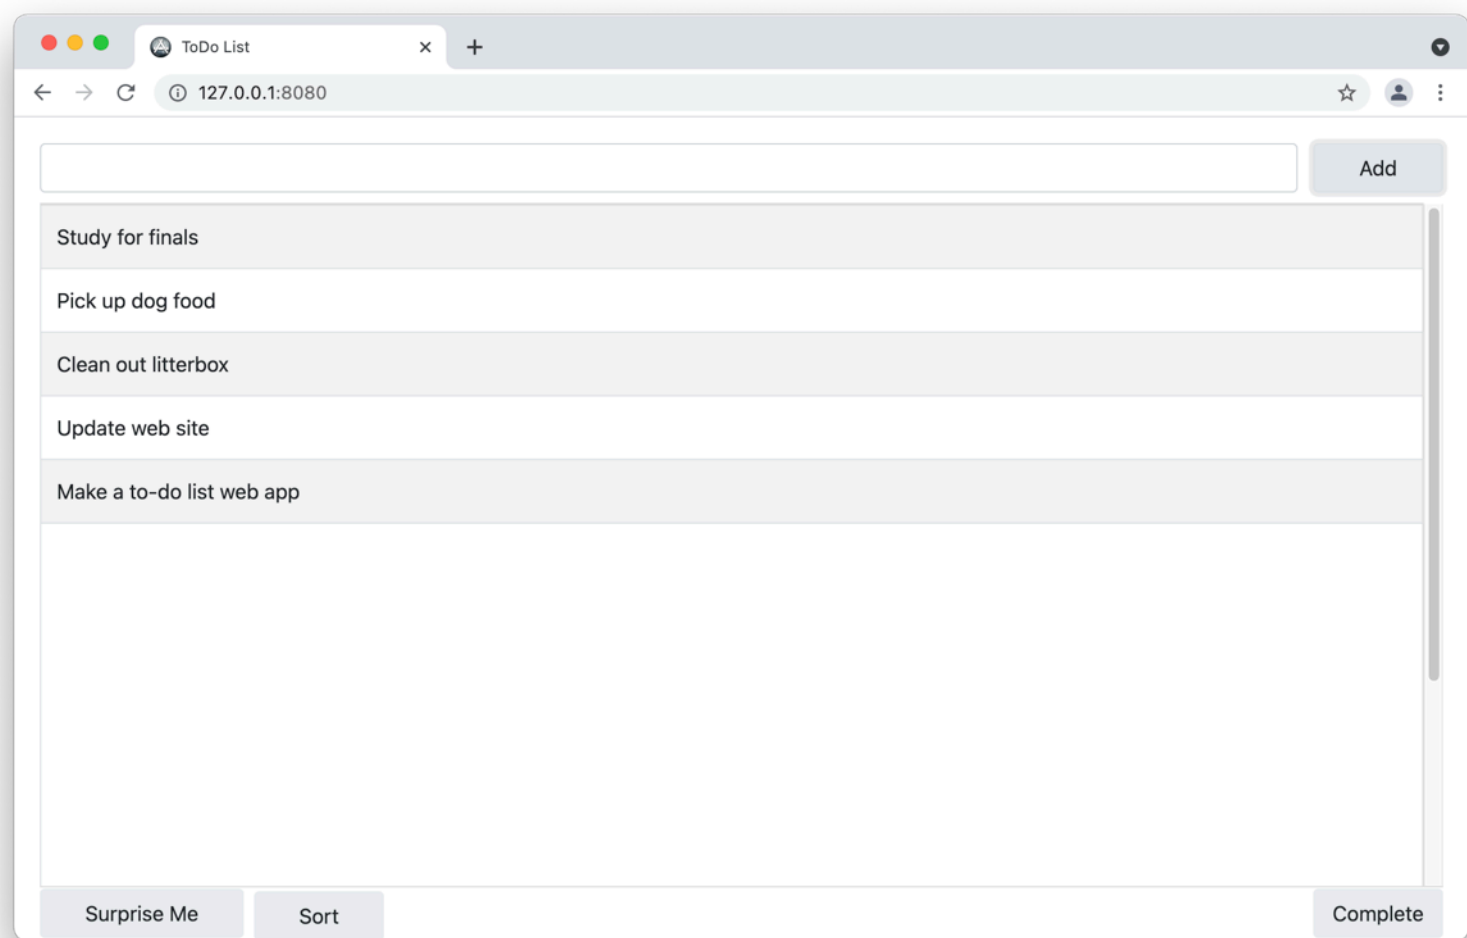 ToDo List
127.0.0.1:8080
Add
Study for finals
Pick up dog food
Clean out litterbox
Update web site
Make a to-do list web app
Surprise Me
Sort
Complete